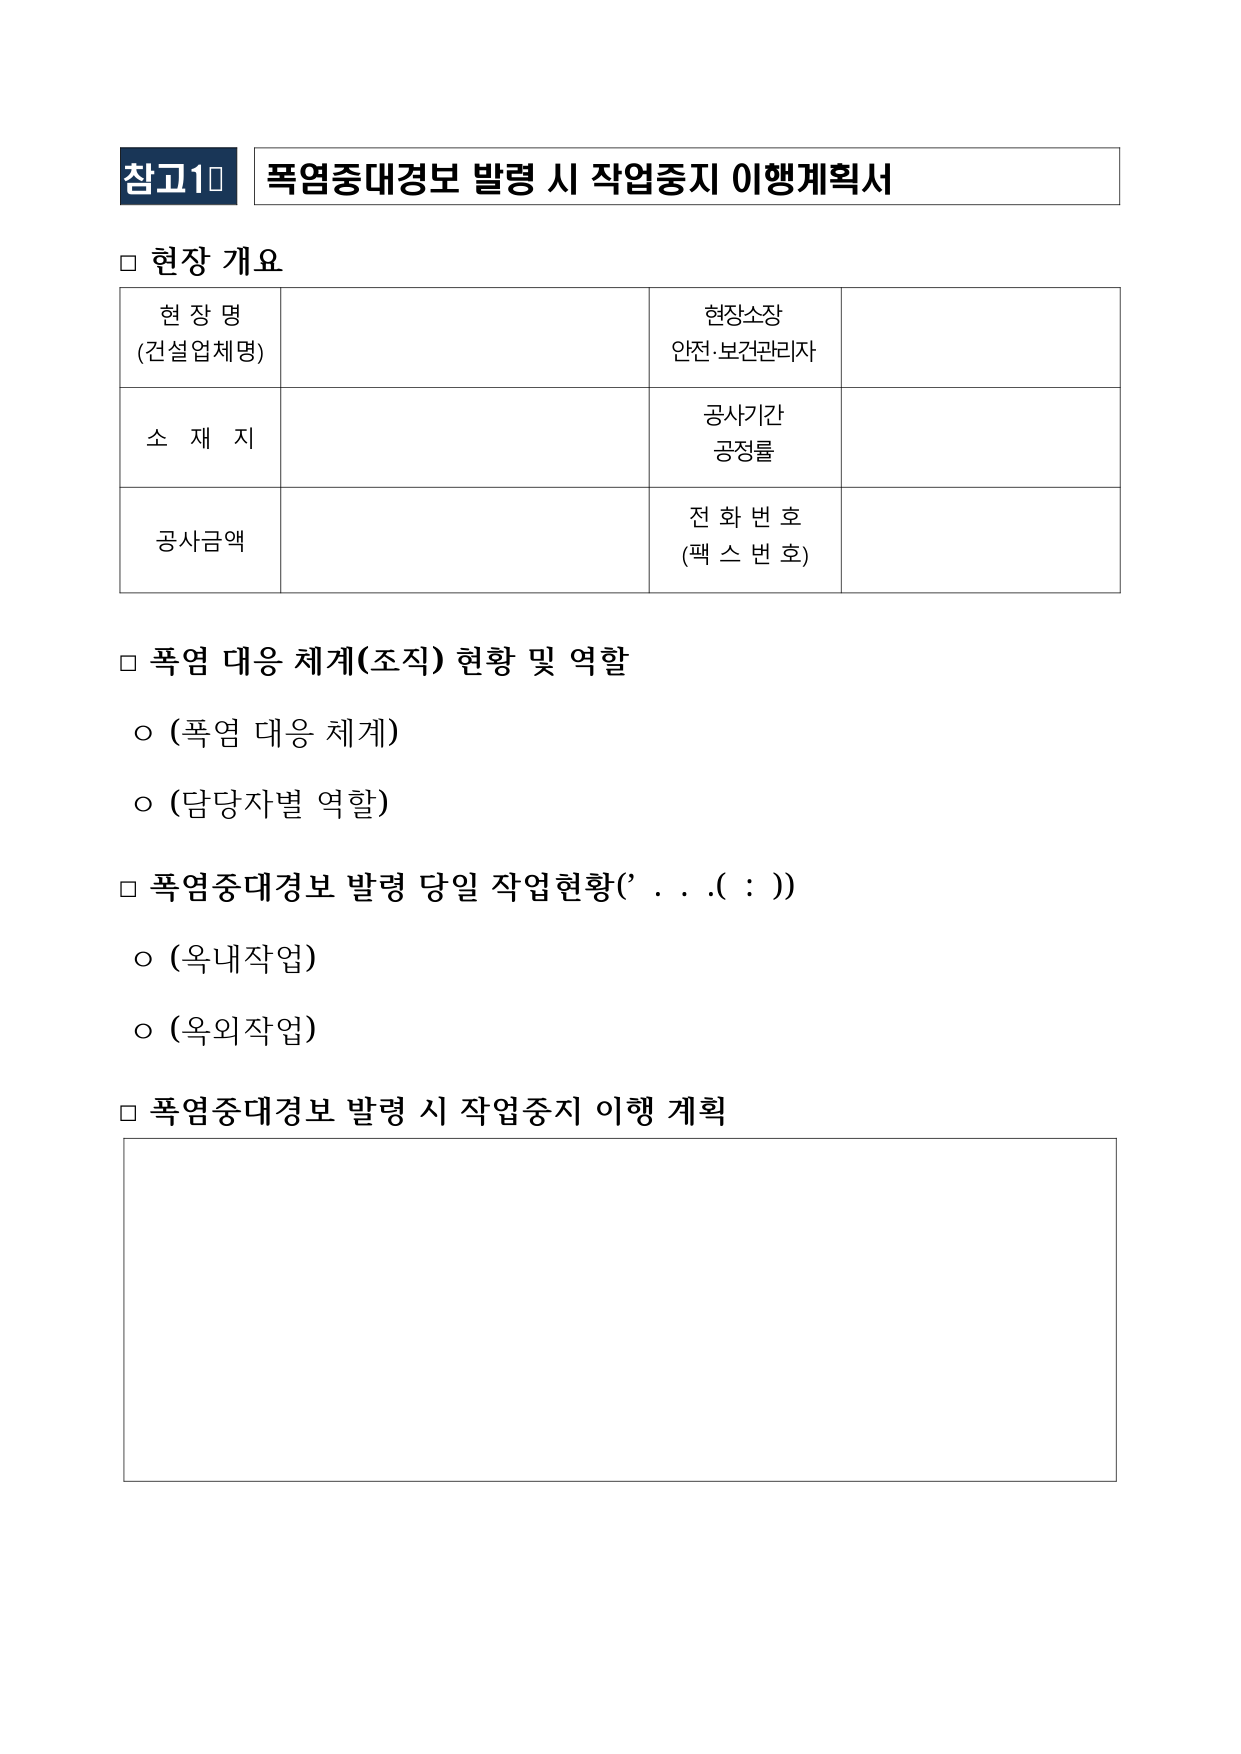 참고1 폭염중대경보 발령 시 작업중지 이행계획서
□ 현장 개요
현 장 명
(건설업체명)
현장소장
안전·보건관리자
소 재 지
공사기간
공정률
공사금액
전 화 번 호
(팩 스 번 호)
□ 폭염 대응 체계(조직) 현황 및 역할
ㅇ (폭염 대응 체계)
ㅇ (담당자별 역할)
□ 폭염중대경보 발령 당일 작업현황(’ . . .( : ))
ㅇ (옥내작업)
ㅇ (옥외작업)
□ 폭염중대경보 발령 시 작업중지 이행 계획